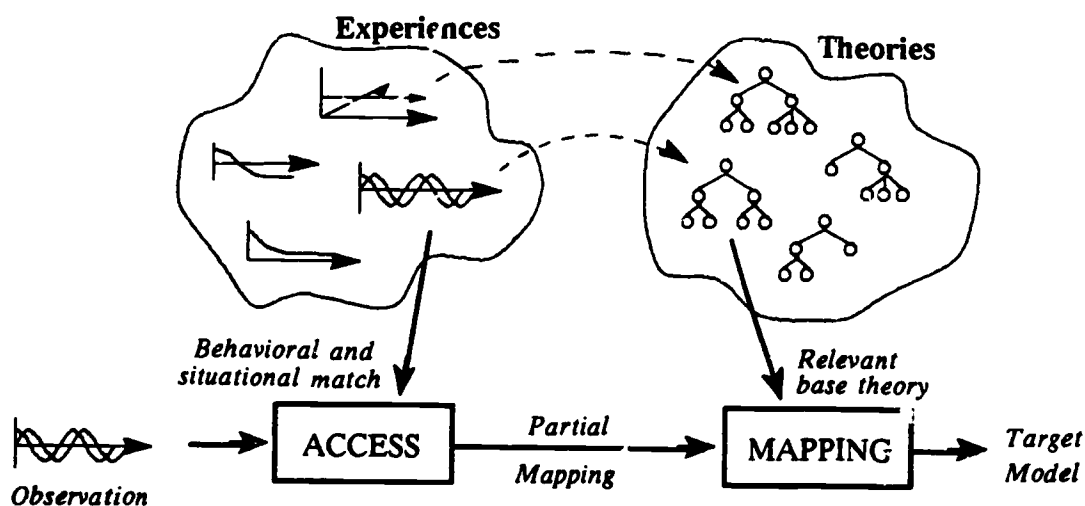 Experiences
Theories
Behavioral and
situational match
Relevant
base theory
Observation
ACCESS
Partial
Mapping
MAPPING
Target
Model